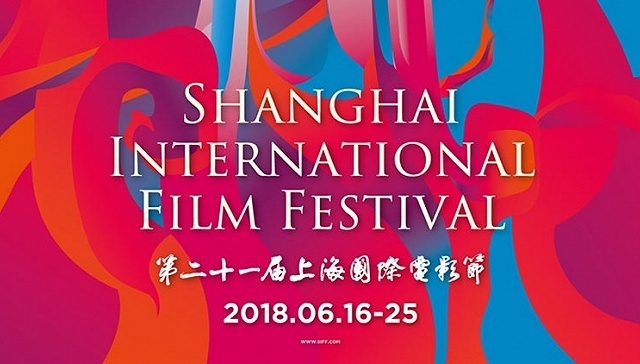 SHANGHAI
INTERNATIONAL
FILM FESTIVAL
第二十一届上海國際電影節
2018.06.16-25
WWW.SIFF.COM